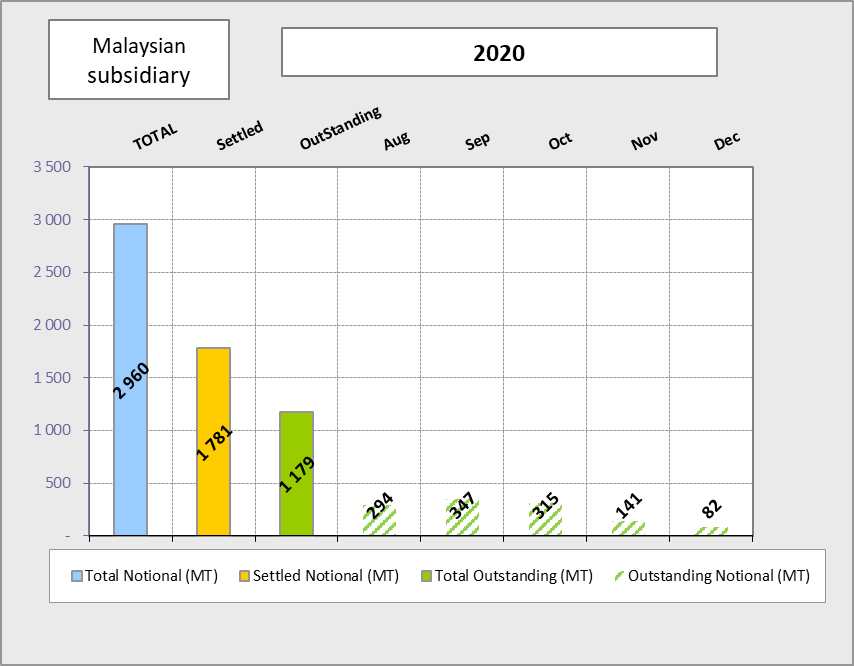 Malaysian
subsidiary
2020
TOTAL
Settled
OutStanding
Aug
Sep
Oct
Nov
Dec
3 500
3 000
2 500
2 000
1 500
1 000
500
-
2 960
1 781
1 179
294
347
315
141
82
Total Notional (MT) Settled Notional (MT) Total Outstanding (MT) Outstanding Notional (MT)